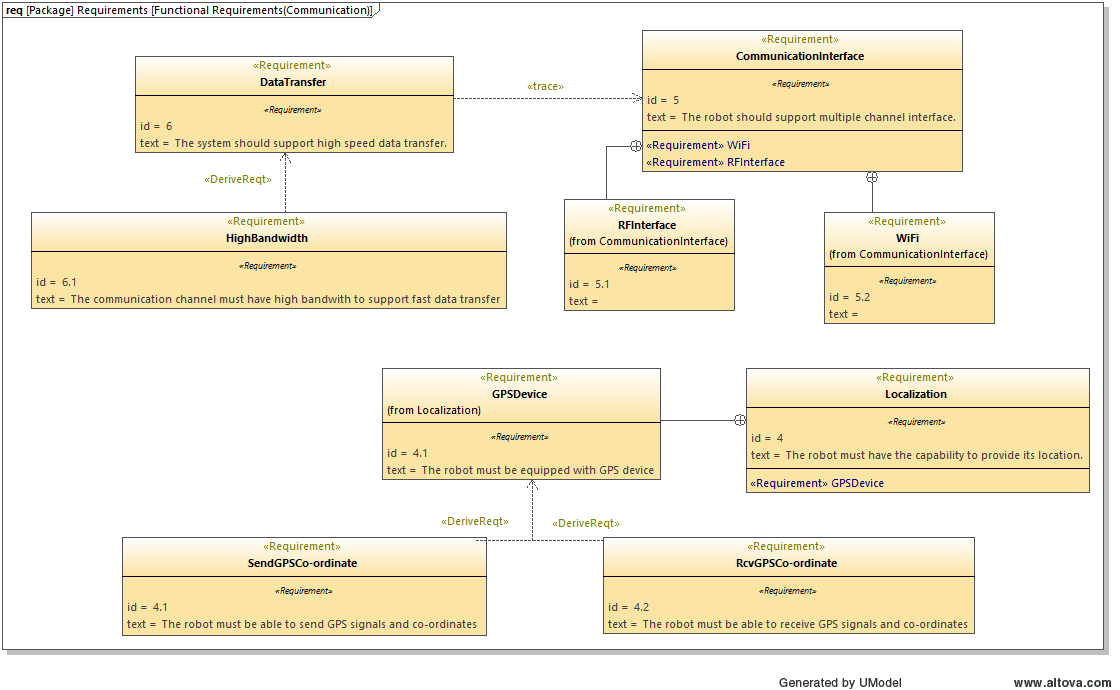 req [Package] Requirements [Functional Requirements(Communication)]
«Requirement»
DataTransfer
«Requirement»
id = 6
text = The system should support high speed data transfer.
«trace»
«Requirement»
CommunicationInterface
«Requirement»
id = 5
text = The robot should support multiple channel interface.
«Requirement» WiFi
«Requirement» RFInterface
«DeriveReqt»
«Requirement»
HighBandwidth
«Requirement»
id = 6.1
text = The communication channel must have high bandwith to support fast data transfer
«Requirement»
RFInterface
(from CommunicationInterface)
«Requirement»
id = 5.1
text =
«Requirement»
WiFi
(from CommunicationInterface)
«Requirement»
id = 5.2
text =
«Requirement»
GPSDevice
(from Localization)
«Requirement»
id = 4.1
text = The robot must be equipped with GPS device
«Requirement»
Localization
«Requirement»
id = 4
text = The robot must have the capability to provide its location.
«Requirement» GPSDevice
«DeriveReqt»
«DeriveReqt»
«Requirement»
SendGPSCo-ordinate
«Requirement»
id = 4.1
text = The robot must be able to send GPS signals and co-ordinates
«Requirement»
RcvGPSCo-ordinate
«Requirement»
id = 4.2
text = The robot must be able to receive GPS signals and co-ordinates
Generated by UModel
www.altova.com